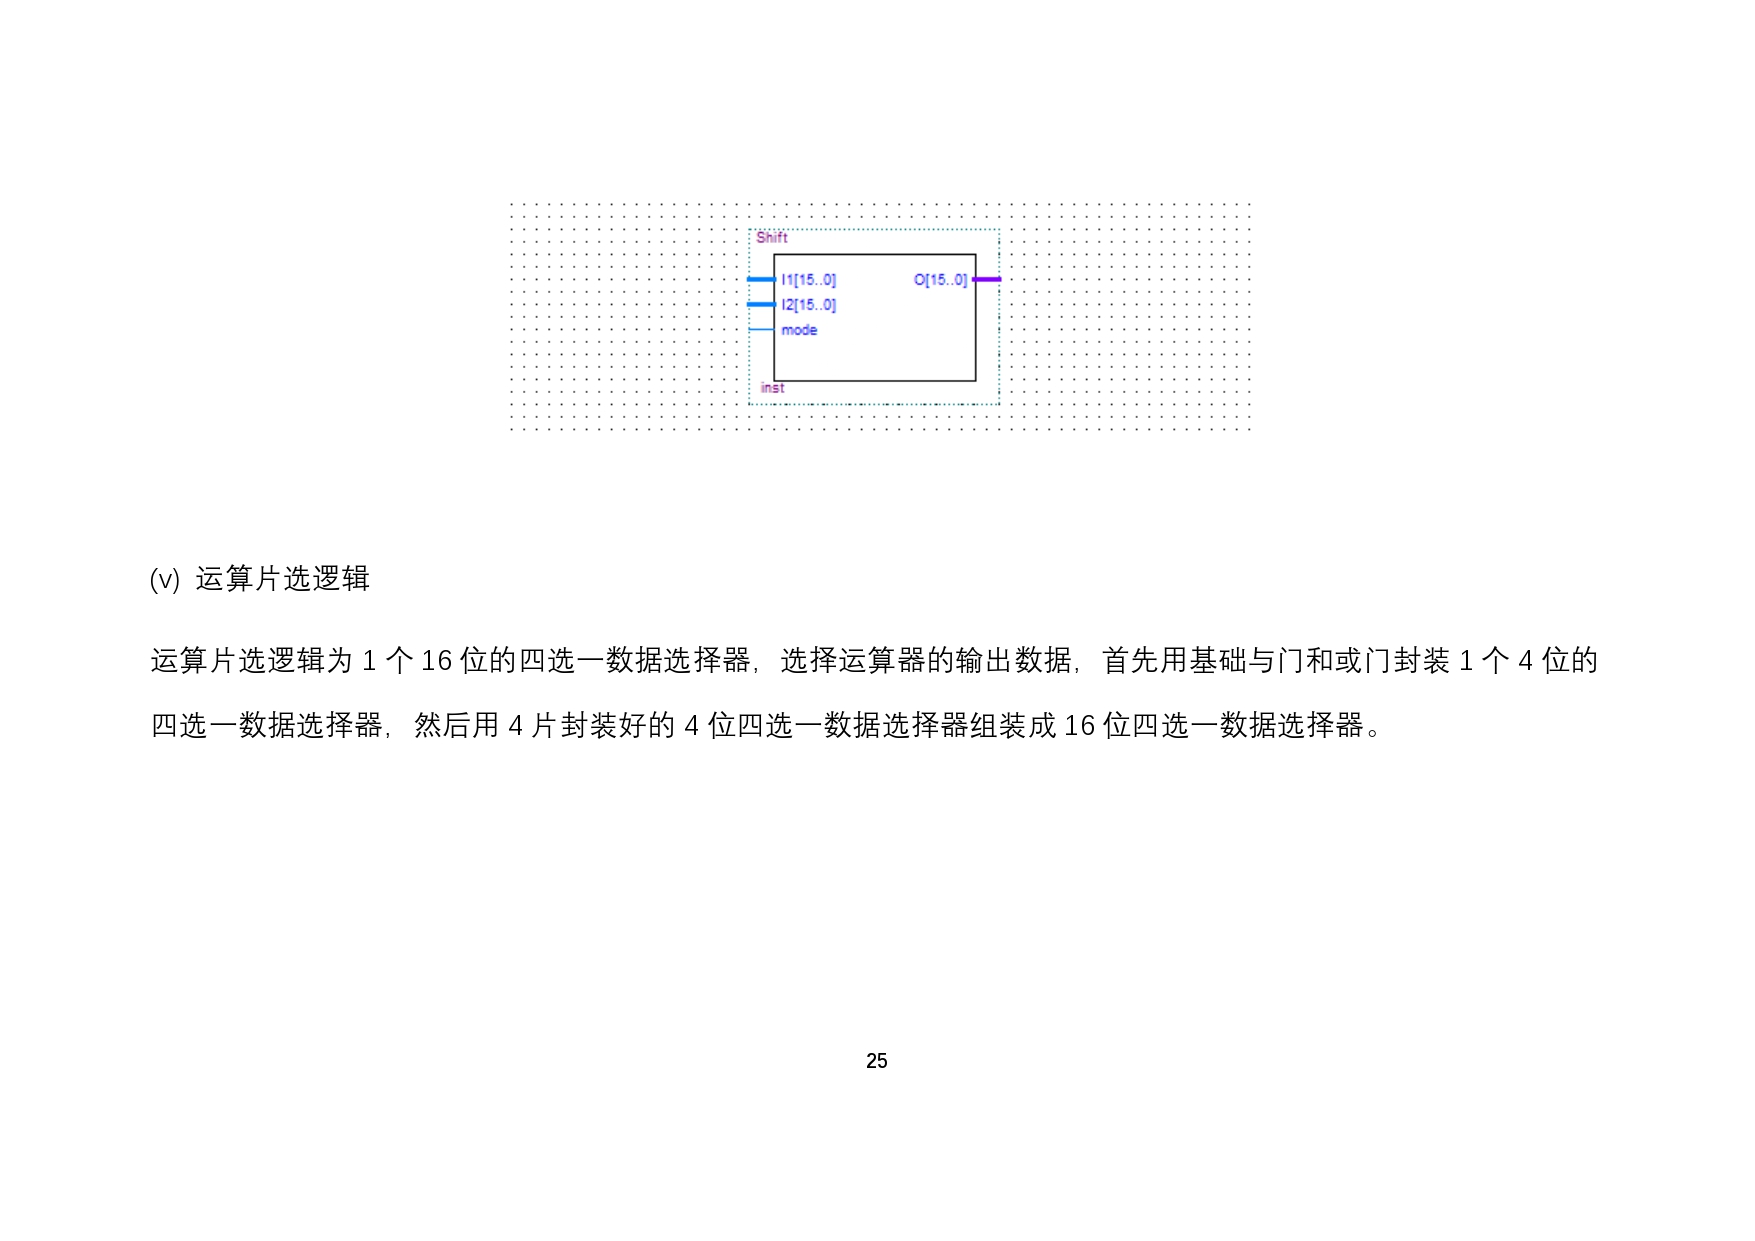 Shift
I1[15..0] O[15..0]
I2[15..0]
mode
inst
(v) 运算片选逻辑
运算片选逻辑为 1 个 16 位的四选一数据选择器，选择运算器的输出数据，首先用基础与门和或门封装 1 个 4 位的
四选一数据选择器，然后用 4 片封装好的 4 位四选一数据选择器组装成 16 位四选一数据选择器。
25